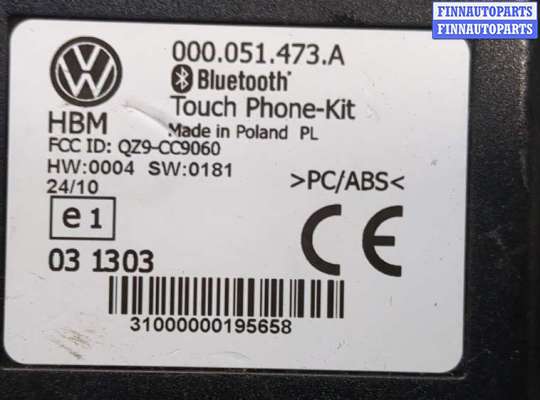 FINNAUTOPARTS
FINNAUTOPARTS
000.051.473.A
Bluetooth®
Touch Phone-Kit
HBM
Made in Poland PL
FCC ID: QZ9-CC9060
HW:0004 SW:0181
24/10
>PC/ABS<
e1
CE
03 1303
31000000195658